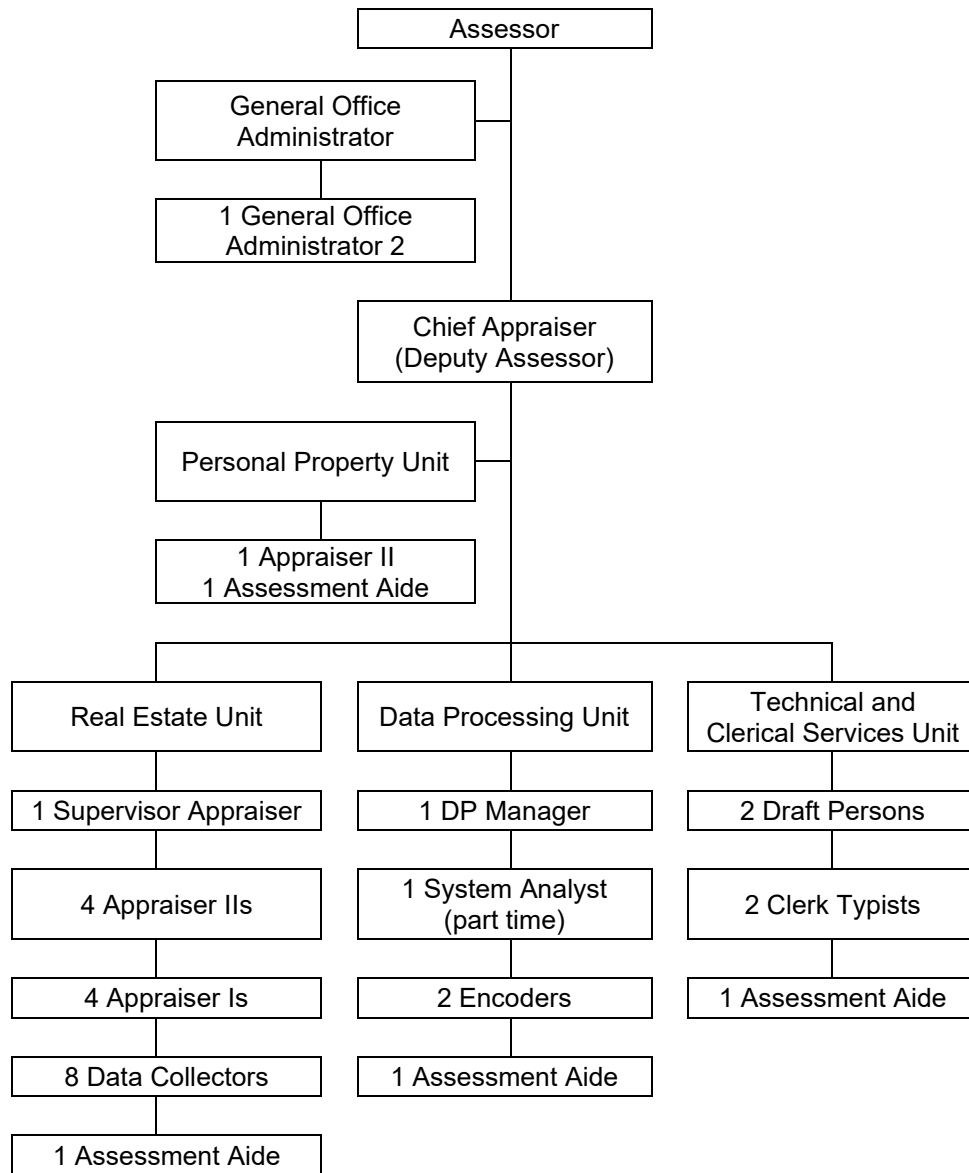 Assessor
General Office
Administrator
1 General Office
Administrator 2
Chief Appraiser
(Deputy Assessor)
Personal Property Unit
1 Appraiser II
1 Assessment Aide
Real Estate Unit
1 Supervisor Appraiser
4 Appraiser IIs
4 Appraiser Is
8 Data Collectors
1 Assessment Aide
Data Processing Unit
1 DP Manager
1 System Analyst
(part time)
2 Encoders
1 Assessment Aide
Technical and
Clerical Services Unit
2 Draft Persons
2 Clerk Typists
1 Assessment Aide